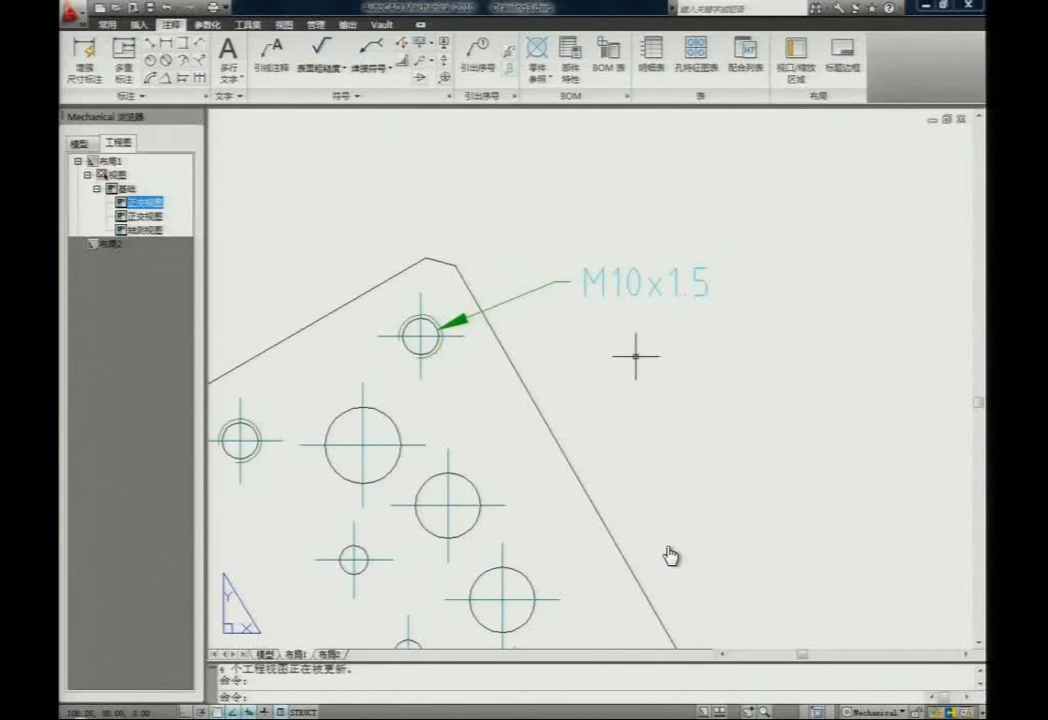 AutoCAD Mechanical 2010 Drawing3.dwg
常用 插入 注释 参数化 工具集 视图 管理 输出 Vault
增强尺寸标注 多重标注 多行文字 引线注释 表面粗糙度 焊接符号 引出序号 零件参照 部件特性 BOM 表 明细表 孔特征图表 配合列表 视口/缩放区域 标题边框
标注 文字 符号 引出序号 BOM 表 布局
Mechanical 浏览器
模型 工程图
布局1
视图
基础
正交视图
正交视图
轴测视图
布局2
M10x1.5
Y
X
模型 布局1 布局2
4 个工程视图正在被更新。
命令:
命令:
STRUCT Mechanical